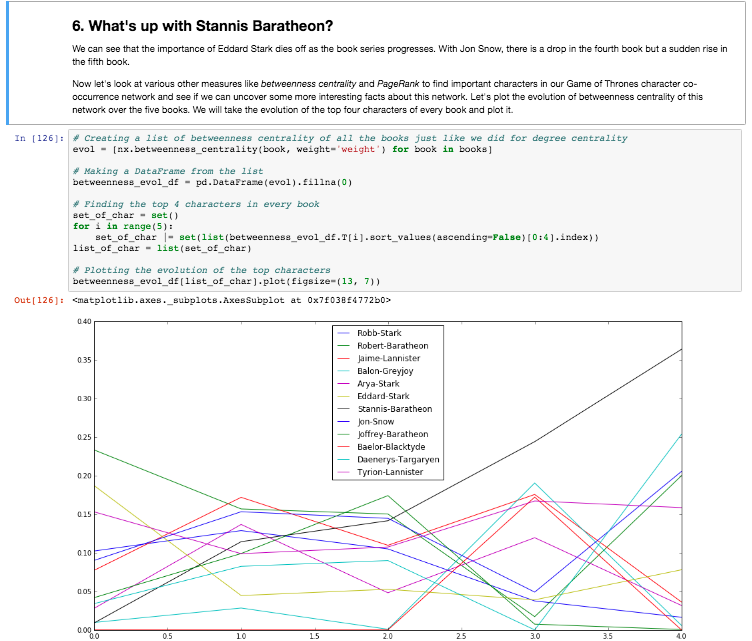 6. What's up with Stannis Baratheon?
We can see that the importance of Eddard Stark dies off as the book series progresses. With Jon Snow, there is a drop in the fourth book but a sudden rise in
the fifth book.
Now let's look at various other measures like betweenness centrality and PageRank to find important characters in our Game of Thrones character co-
occurrence network and see if we can uncover some more interesting facts about this network. Let's plot the evolution of betweenness centrality of this
network over the five books. We will take the evolution of the top four characters of every book and plot it.
In [126]: # Creating a list of betweenness centrality of all the books just like we did for degree centrality
evol = [nx.betweenness_centrality(book, weight='weight') for book in books]
# Making a DataFrame from the list
betweenness_evol_df = pd.DataFrame(evol).fillna(0)
# Finding the top 4 characters in every book
set_of_char = set()
for i in range(5):
    set_of_char |= set(list(betweenness_evol_df.T[i].sort_values(ascending=False)[0:4].index))
list_of_char = list(set_of_char)
# Plotting the evolution of the top characters
betweenness_evol_df[list_of_char].plot(figsize=(13, 7))
Out[126]: <matplotlib.axes._subplots.AxesSubplot at 0x7f038f4772b0>
0.40
0.35
0.30
0.25
0.20
0.15
0.10
0.05
0.00
Robb-Stark
Robert-Baratheon
Jaime-Lannister
Balon-Greyjoy
Arya-Stark
Eddard-Stark
Stannis-Baratheon
Jon-Snow
Joffrey-Baratheon
Baelor-Blacktyde
Daenerys-Targaryen
Tyrion-Lannister
0.0 0.5 1.0 1.5 2.0 2.5 3.0 3.5 4.0